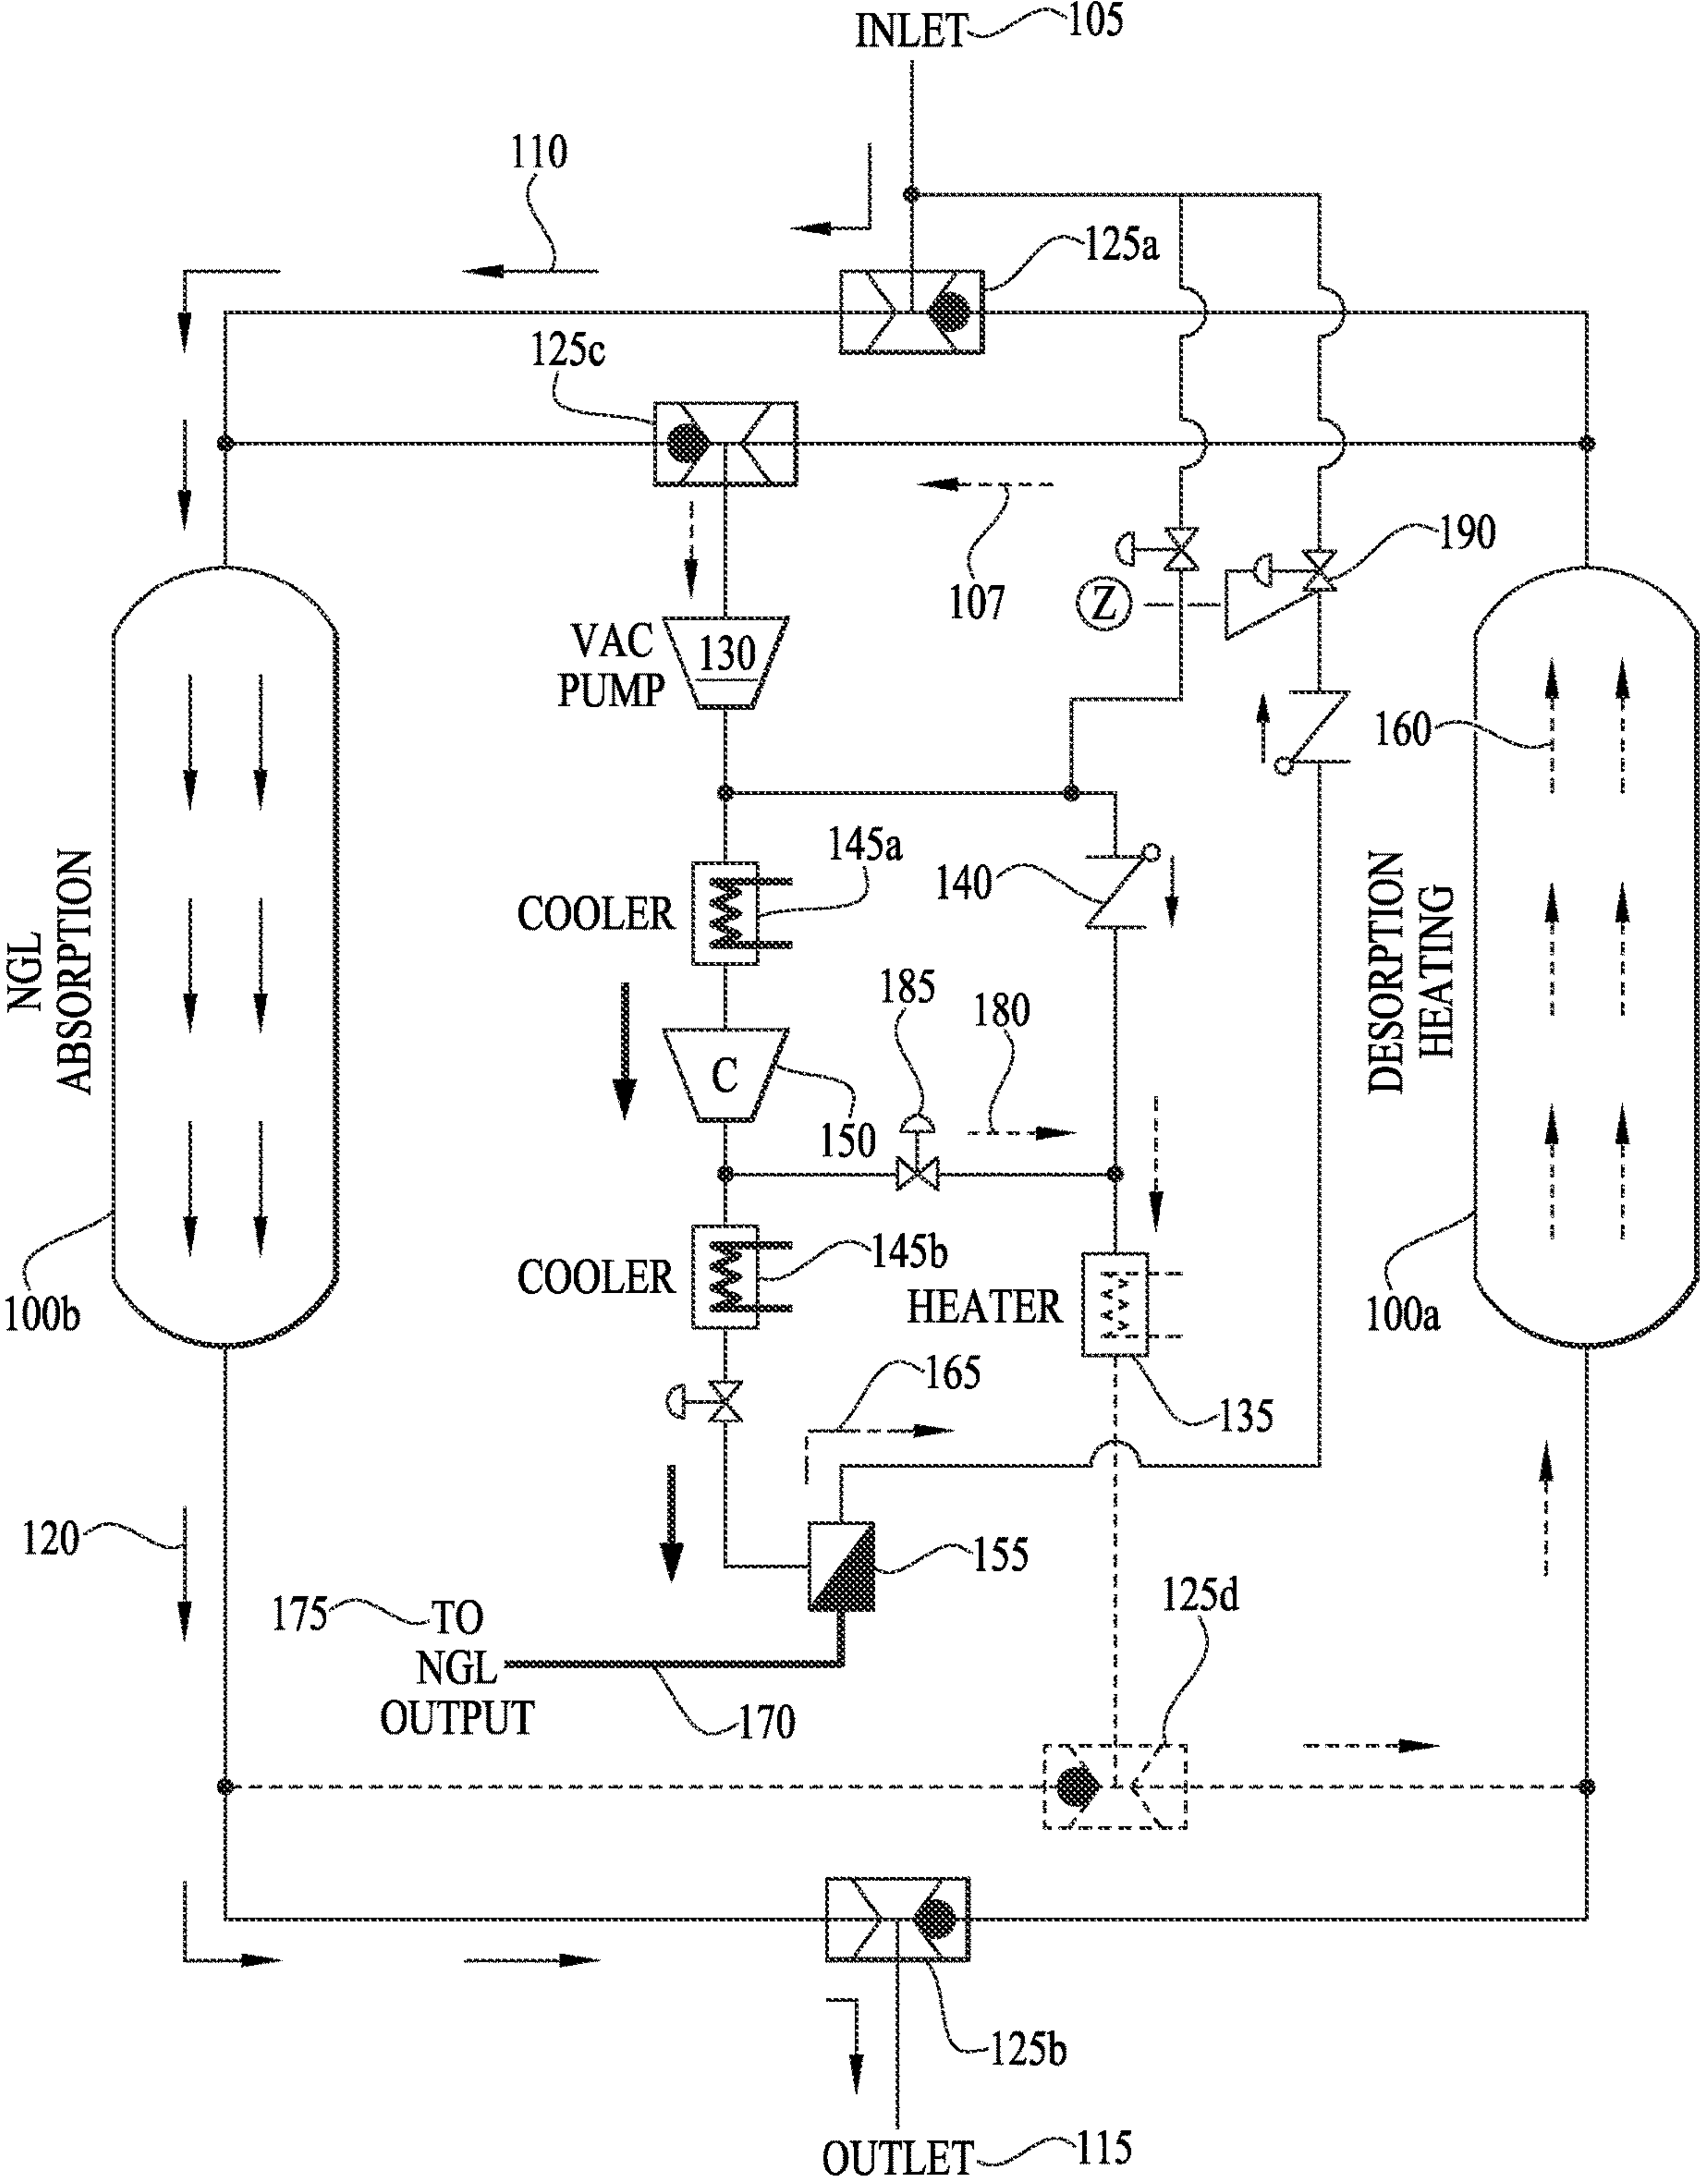 INLET 105
110
125a
125c
190
107
Z
VAC
PUMP
130
160
145a
140
COOLER
NGL
ABSORPTION
DESORPTION
HEATING
185
180
C
150
145b
COOLER
HEATER
100b
100a
165
135
120
155
125d
175 TO
NGL
OUTPUT
170
125b
OUTLET 115